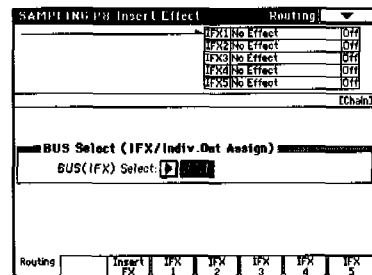 SAMPLING P8 Insert Effect Routing
IFX1 No Effect Off
IFX2 No Effect Off
IFX3 No Effect Off
IFX4 No Effect Off
IFX5 No Effect Off
[Chain]
BUS Select (IFX/Indiv.Out Assign)
BUS(IFX) Select:
Routing Insert FX IFX 1 IFX 2 IFX 3 IFX 4 IFX 5